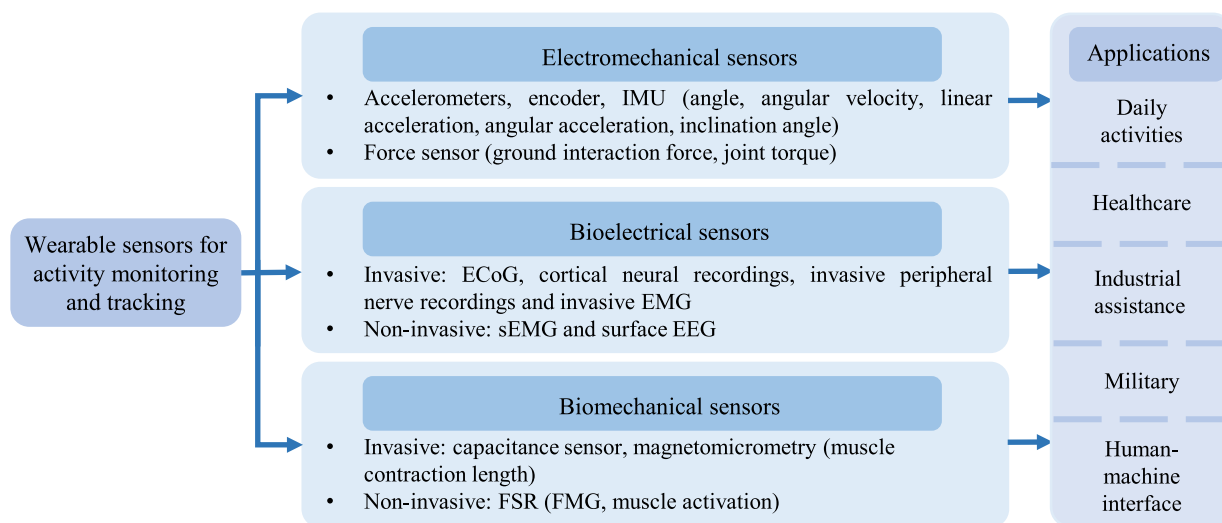 Wearable sensors for
activity monitoring
and tracking
Electromechanical sensors
• Accelerometers, encoder, IMU (angle, angular velocity, linear
acceleration, angular acceleration, inclination angle)
• Force sensor (ground interaction force, joint torque)
Bioelectrical sensors
• Invasive: ECoG, cortical neural recordings, invasive peripheral
nerve recordings and invasive EMG
• Non-invasive: sEMG and surface EEG
Biomechanical sensors
• Invasive: capacitance sensor, magnetomicrometry (muscle
contraction length)
• Non-invasive: FSR (FMG, muscle activation)
Applications
Daily
activities
Healthcare
Industrial
assistance
Military
Human-
machine
interface